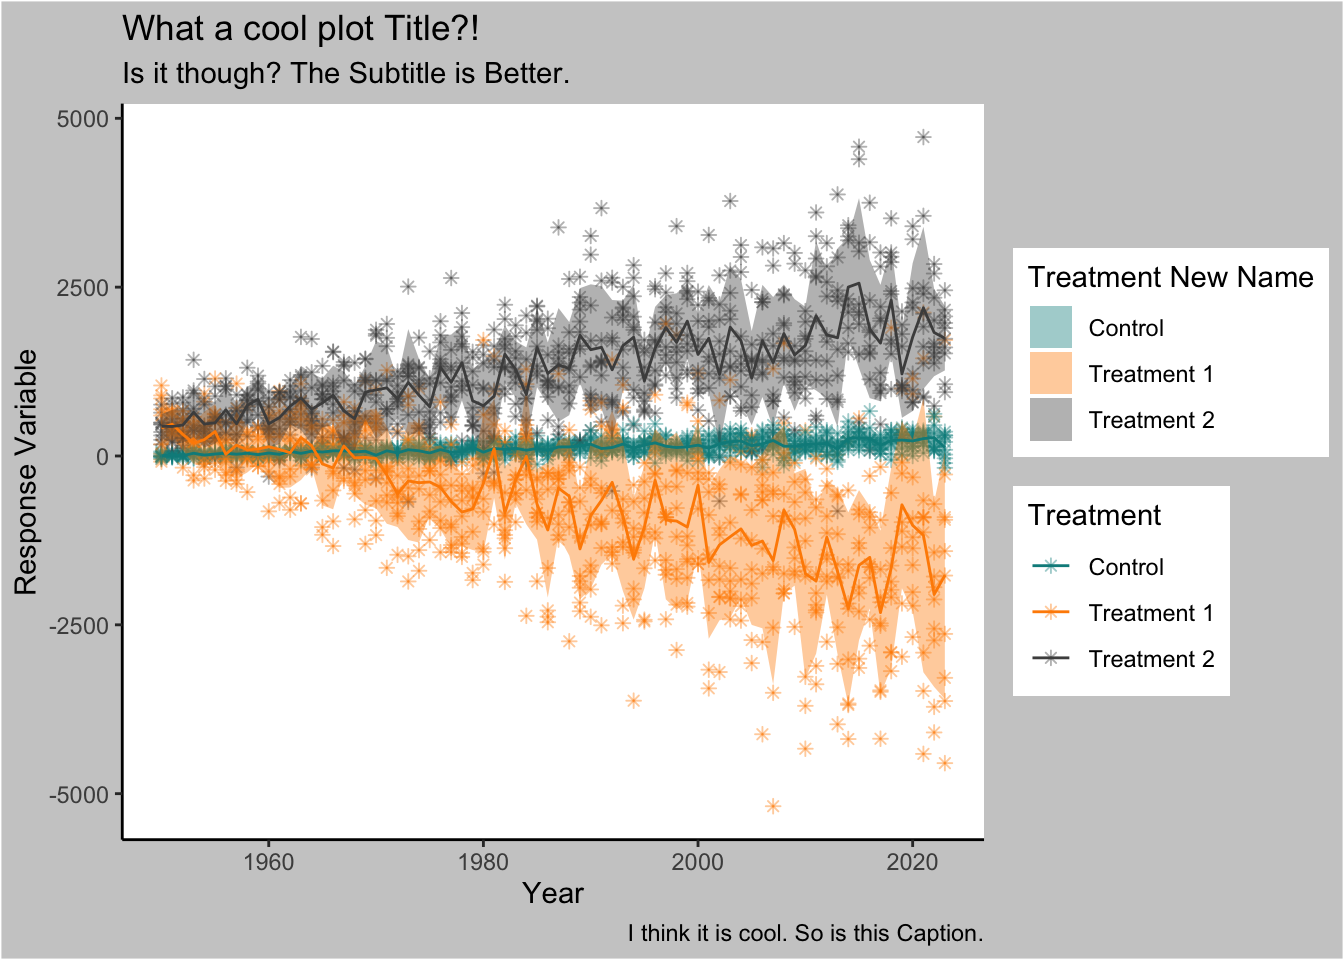 What a cool plot Title?!
Is it though? The Subtitle is Better.
5000
2500
0
-2500
-5000
Response Variable
1960 1980 2000 2020
Year
I think it is cool. So is this Caption.
Treatment New Name
Control
Treatment 1
Treatment 2
Treatment
Control
Treatment 1
Treatment 2